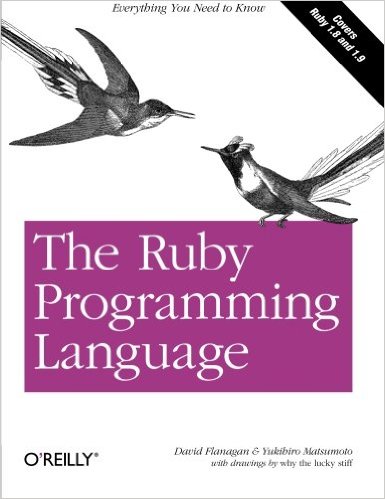 Everything You Need to Know
Covers
Ruby 1.8 and 1.9
The Ruby
Programming
Language
David Flanagan & Yukihiro Matsumoto
with drawings by why the lucky stiff
O'REILLY®